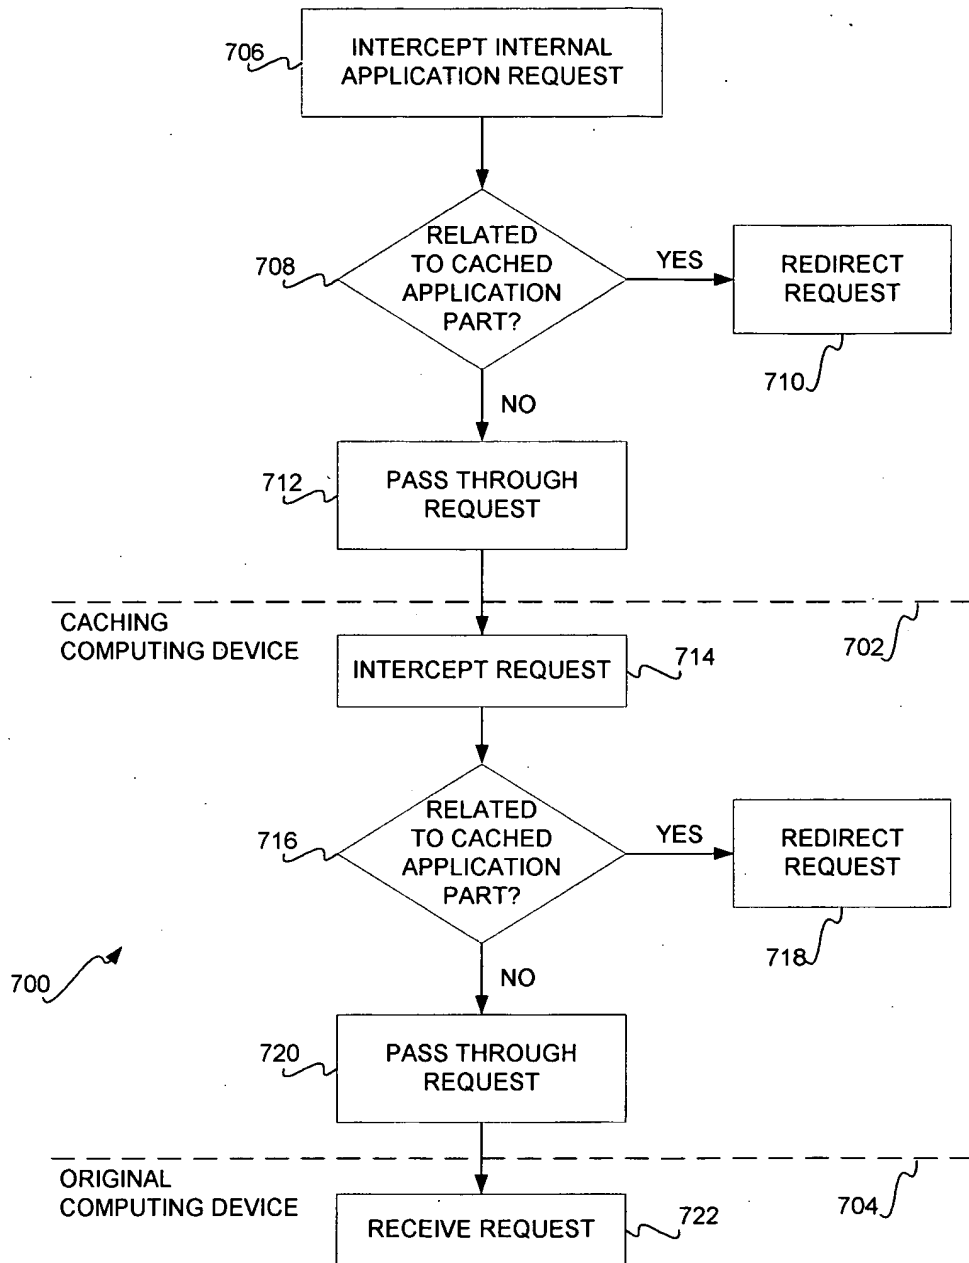 706
INTERCEPT INTERNAL
APPLICATION REQUEST
708
RELATED
TO CACHED
APPLICATION
PART?
YES
REDIRECT
REQUEST
710
NO
712
PASS THROUGH
REQUEST
CACHING
COMPUTING DEVICE
702
INTERCEPT REQUEST
714
716
RELATED
TO CACHED
APPLICATION
PART?
YES
REDIRECT
REQUEST
718
700
NO
720
PASS THROUGH
REQUEST
ORIGINAL
COMPUTING DEVICE
704
RECEIVE REQUEST
722